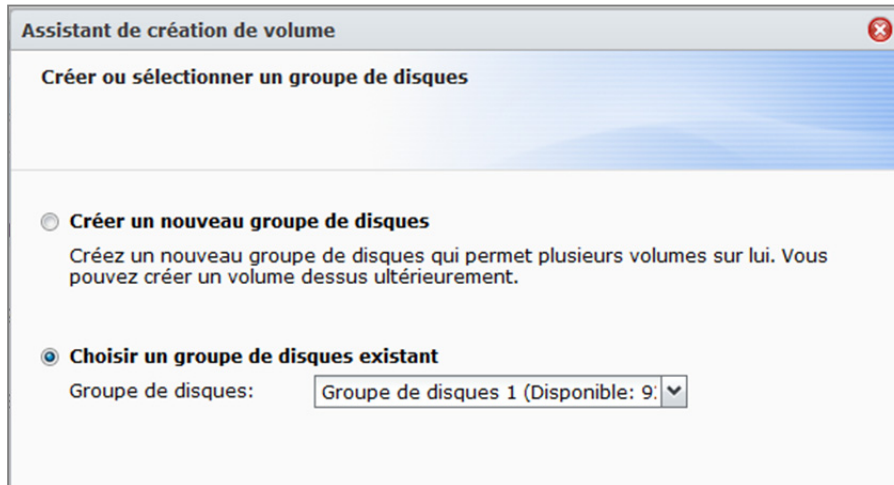 Assistant de création de volume
Créer ou sélectionner un groupe de disques
Créer un nouveau groupe de disques
Créez un nouveau groupe de disques qui permet plusieurs volumes sur lui. Vous
pouvez créer un volume dessus ultérieurement.
Choisir un groupe de disques existant
Groupe de disques: Groupe de disques 1 (Disponible: 9